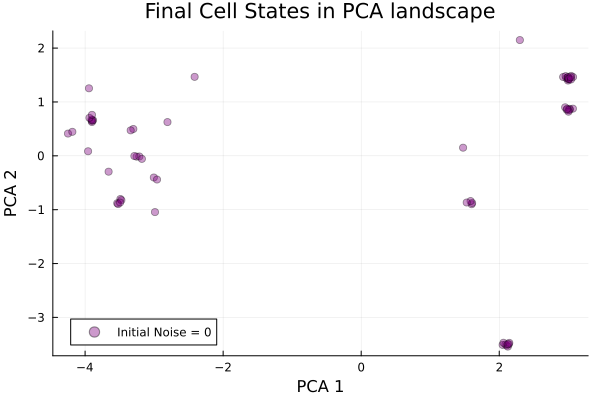 Final Cell States in PCA landscape
PCA 2
2
1
0
−1
−2
−3
Initial Noise = 0
−4
−2
0
2
PCA 1